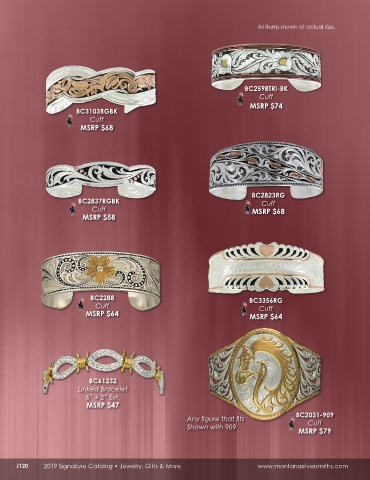 All items shown at actual size.
BC3103RGBK
Cuff
MSRP $68
BC2598TRI-BK
Cuff
MSRP $74
BC2837RGBK
Cuff
MSRP $58
BC2823RG
Cuff
MSRP $68
BC2288
Cuff
MSRP $64
BC3356RG
Cuff
MSRP $64
BC61232
Linked Bracelet
6" + 2" Ext.
MSRP $47
Any figure that fits
Shown with 909
BC2031-909
Cuff
MSRP $79
J120 2019 Signature Catalog • Jewelry, Gifts & More www.montanasilversmiths.com